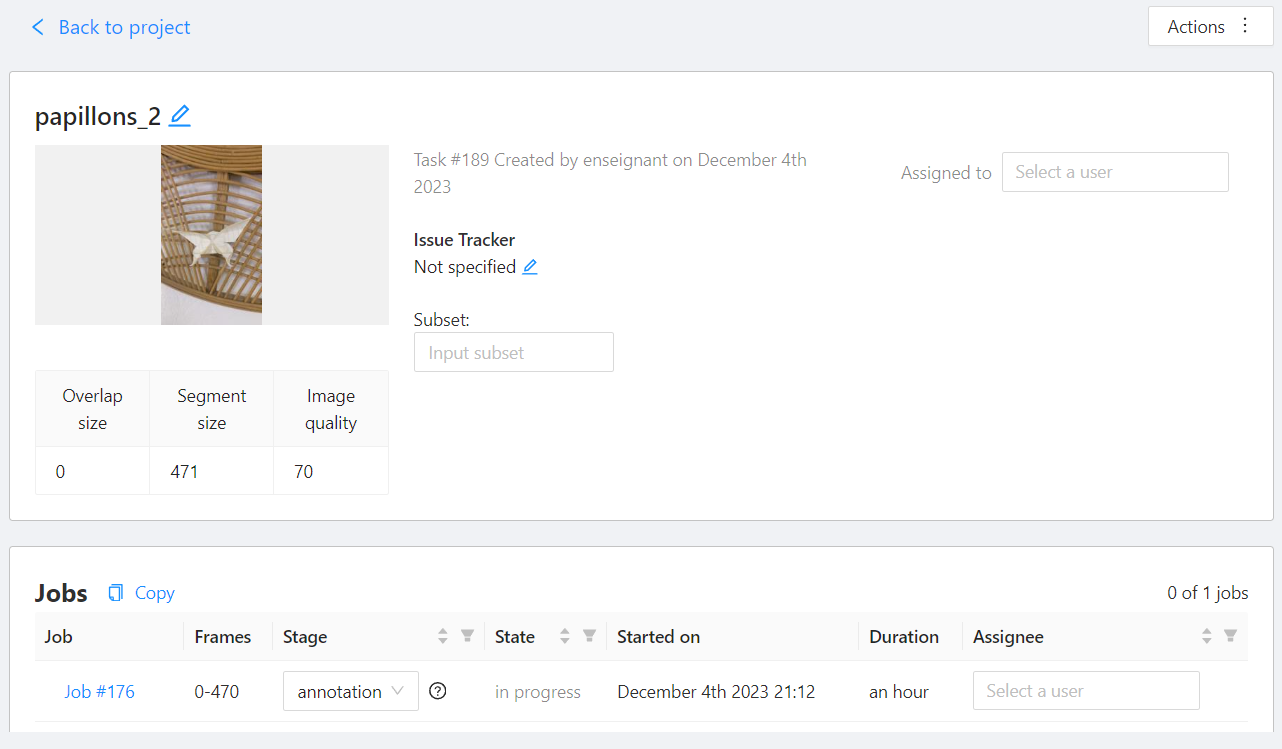 Back to project
Actions
papillons_2
Task #189 Created by enseignant on December 4th
2023
Assigned to
Select a user
Issue Tracker
Not specified
Subset:
Input subset
Overlap
size
Segment
size
Image
quality
0
471
70
Jobs
Copy
0 of 1 jobs
Job
Frames
Stage
State
Started on
Duration
Assignee
Job #176
0-470
annotation
in progress
December 4th 2023 21:12
an hour
Select a user